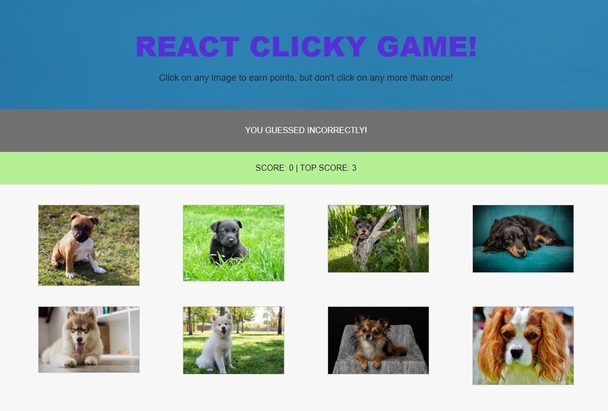 REACT CLICKY GAME!
Click on any image to earn points, but don't click on any more than once!
YOU GUESSED INCORRECTLY!
SCORE: 0 | TOP SCORE: 3